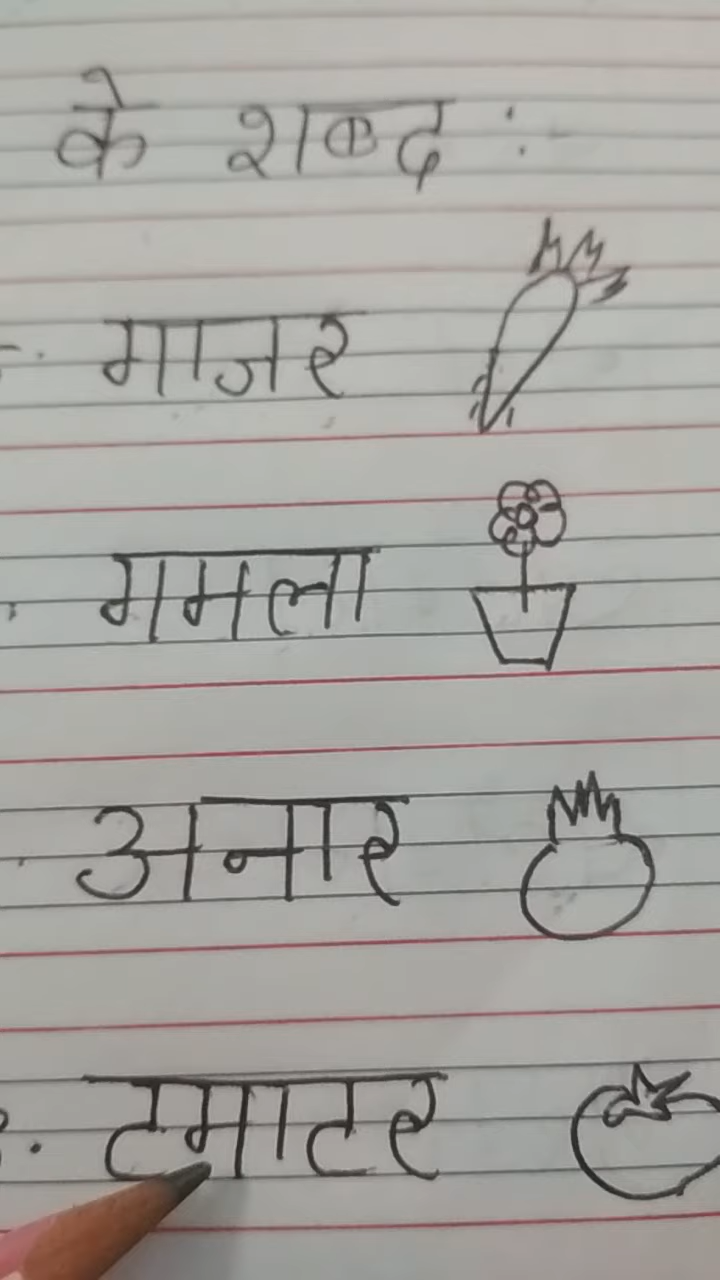 के शब्द :-
गाजर
गमला
अनार
टमाटर